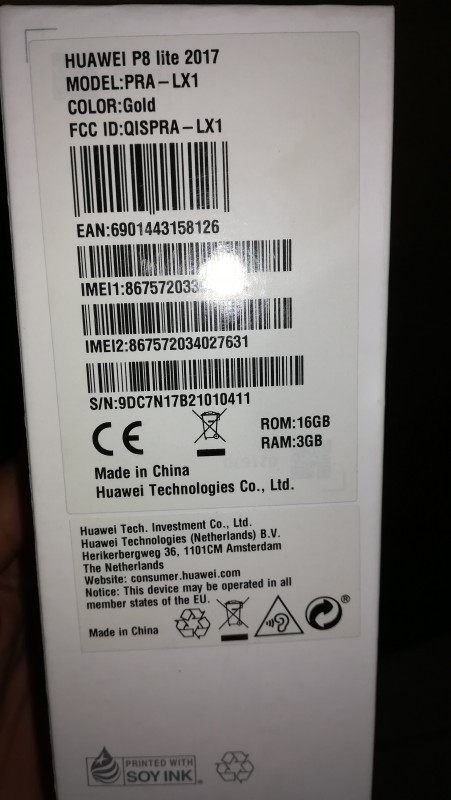 HUAWEI P8 lite 2017
MODEL:PRA-LX1
COLOR:Gold
FCC ID:QISPRA-LX1
EAN:6901443158126
IMEI2:867572034027631
S/N:9DC7N17B21010411
CE
ROM:16GB
RAM:3GB
Made in China
Huawei Technologies Co., Ltd.
Huawei Tech. Investment Co., Ltd.
Huawei Technologies (Netherlands) B.V.
Herikerbergweg 36, 1101CM Amsterdam
The Netherlands
Website: consumer.huawei.com
Notice: This device may be operated in all
member states of the EU.
Made in China
®
PRINTED WITH
SOY INK